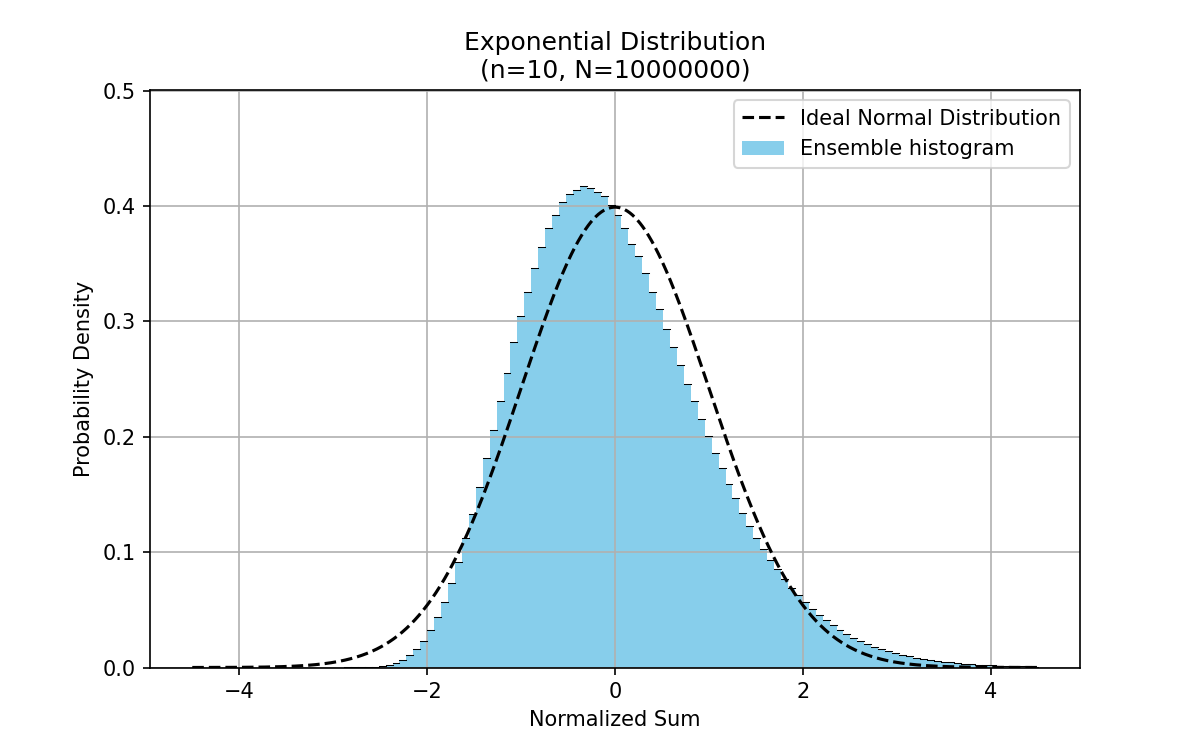 Exponential Distribution
(n=10, N=10000000)
Ideal Normal Distribution
Ensemble histogram
Probability Density
0.5
0.4
0.3
0.2
0.1
0.0
−4
−2
0
2
4
Normalized Sum